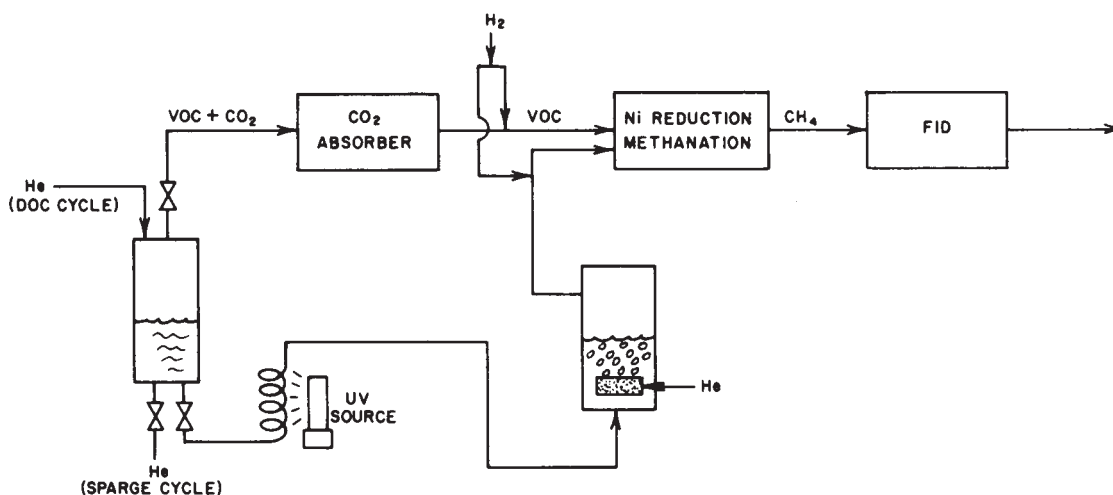 H₂
VOC + CO₂
CO₂
ABSORBER
VOC
Ni REDUCTION
METHANATION
CH₄
FID
He
(DOC CYCLE)
He
UV
SOURCE
He
(SPARGE CYCLE)